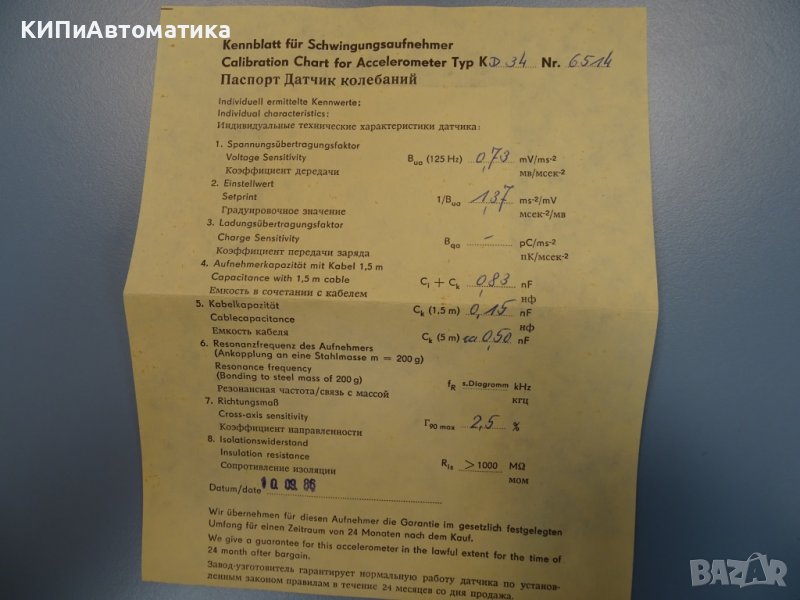 КИПиАвтоматика
Kennblatt für Schwingungsaufnehmer
Calibration Chart for Accelerometer Typ KD 34 Nr. 6514
Паспорт Датчик колебаний
Individuell ermittelte Kennwerte:
Individual characteristics:
Индивидуальные технические характеристики датчика:
1. Spannungsübertragungsfaktor
Voltage Sensitivity Bua (125 Hz) 0,73 mV/ms-2
Коэффициент дередачи мв/мсек-2
2. Einstellwert
Setprint 1/Bua 1,37 ms-2/mV
Градуировочное значение мсек-2/мв
3. Ladungsübertragungsfaktor
Charge Sensitivity Bqo - pC/ms-2
Коэффициент передачи заряда пК/мсек-2
4. Aufnehmerkapazität mit Kabel 1,5 m
Capacitance with 1,5 m cable Ci + Ck 0,83 nF
Емкость в сочетании с кабелем нф
5. Kabelkapazität Ck (1,5 m) 0,15 nF
Cablecapacitance нф
Емкость кабеля Ck (5 m) ca 0,50 nF
6. Resonanzfrequenz des Aufnehmers нф
(Ankopplung an eine Stahlmasse m = 200 g)
Resonance frequency
(Bonding to steel mass of 200 g) fR s. Diagramm kHz
Резонансная частота/связь с массой кгц
7. Richtungsmaß
Cross-axis sensitivity Γ90 max 2,5 %
Коэффициент направленности
8. Isolationswiderstand
Insulation resistance Ris > 1000 MΩ
Сопротивление изоляции мом
Datum/date 10. 09. 86
Wir übernehmen für diesen Aufnehmer die Garantie im gesetzlich festgelegten
Umfang für einen Zeitraum von 24 Monaten nach dem Kauf.
We give a guarantee for this accelerometer in the lawful extent for the time of
24 month after bargain.
Завод-изготовитель гарантирует нормальную работу датчика по установ-
ленным законом правилам в течение 24 месяцев со дня продажа.
BAZAR